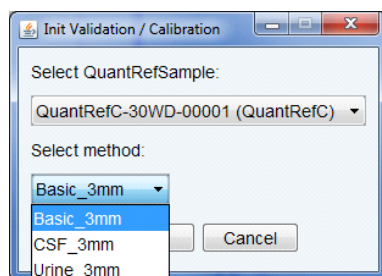 Init Validation / Calibration
Select QuantRefSample:
QuantRefC-30WD-00001 (QuantRefC)
Select method:
Basic_3mm
Basic_3mm
CSF_3mm
Cancel
Urine_3mm